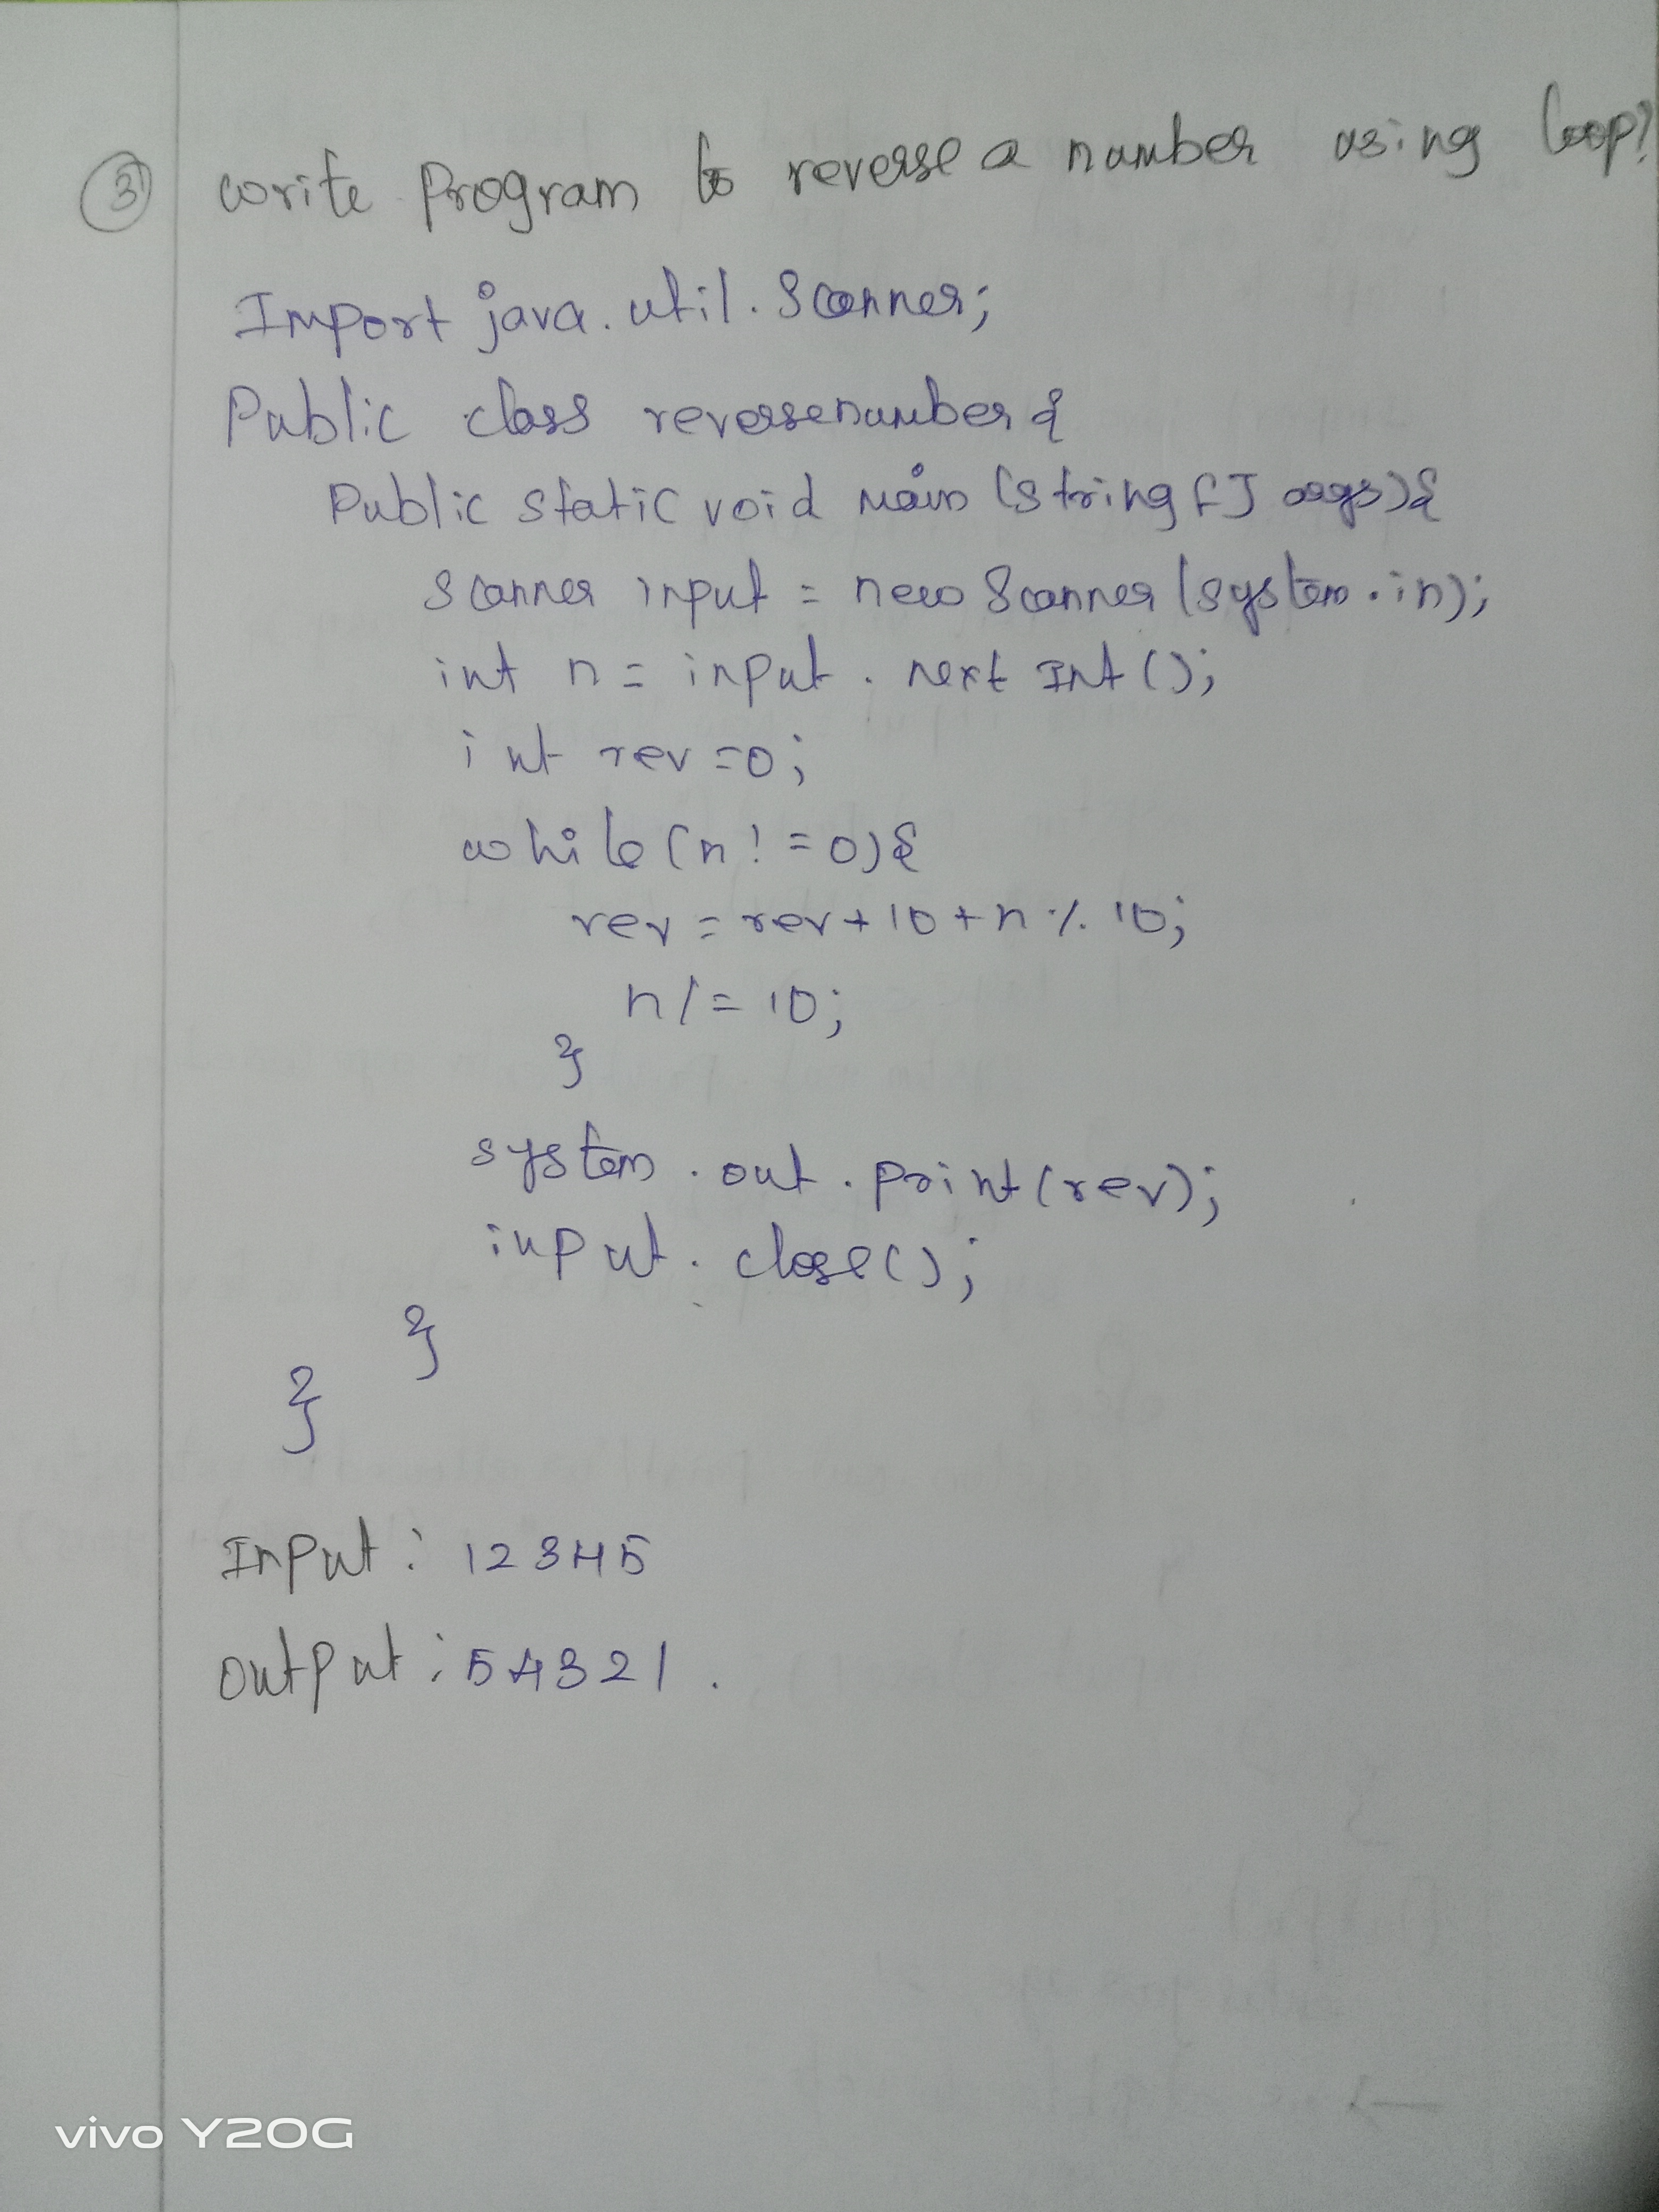 3 write Program to reverse a number using loop?
Import java.util.Scanner;
Public class reversenumber {
Public static void main (string [] args) {
scanner input = new Scanner (system.in);
int n = input . next Int ();
int rev =0;
while (n! =0) {
rev = rev + 10 + n % 10;
n /= 10;
}
system . out . print (rev);
input . close();
}
}
Input : 12345
output : 54321 .
vivo Y20G